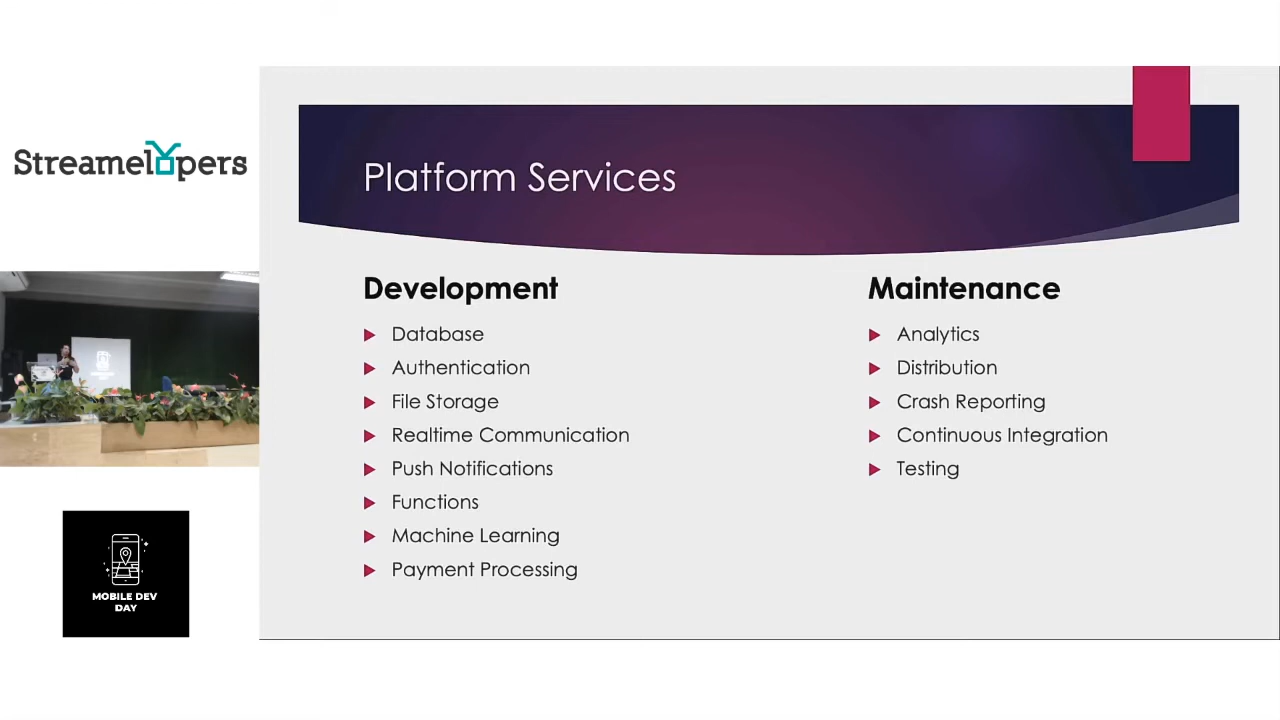 Streamelopers
MOBILE DEV
DAY
Platform Services
Development
Database
Authentication
File Storage
Realtime Communication
Push Notifications
Functions
Machine Learning
Payment Processing
Maintenance
Analytics
Distribution
Crash Reporting
Continuous Integration
Testing